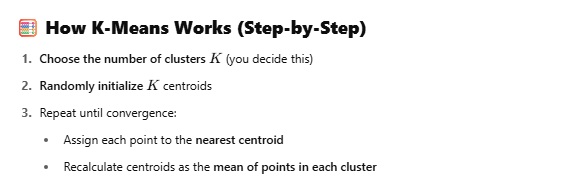 🧮 How K-Means Works (Step-by-Step)
1. Choose the number of clusters K (you decide this)
2. Randomly initialize K centroids
3. Repeat until convergence:
• Assign each point to the nearest centroid
• Recalculate centroids as the mean of points in each cluster